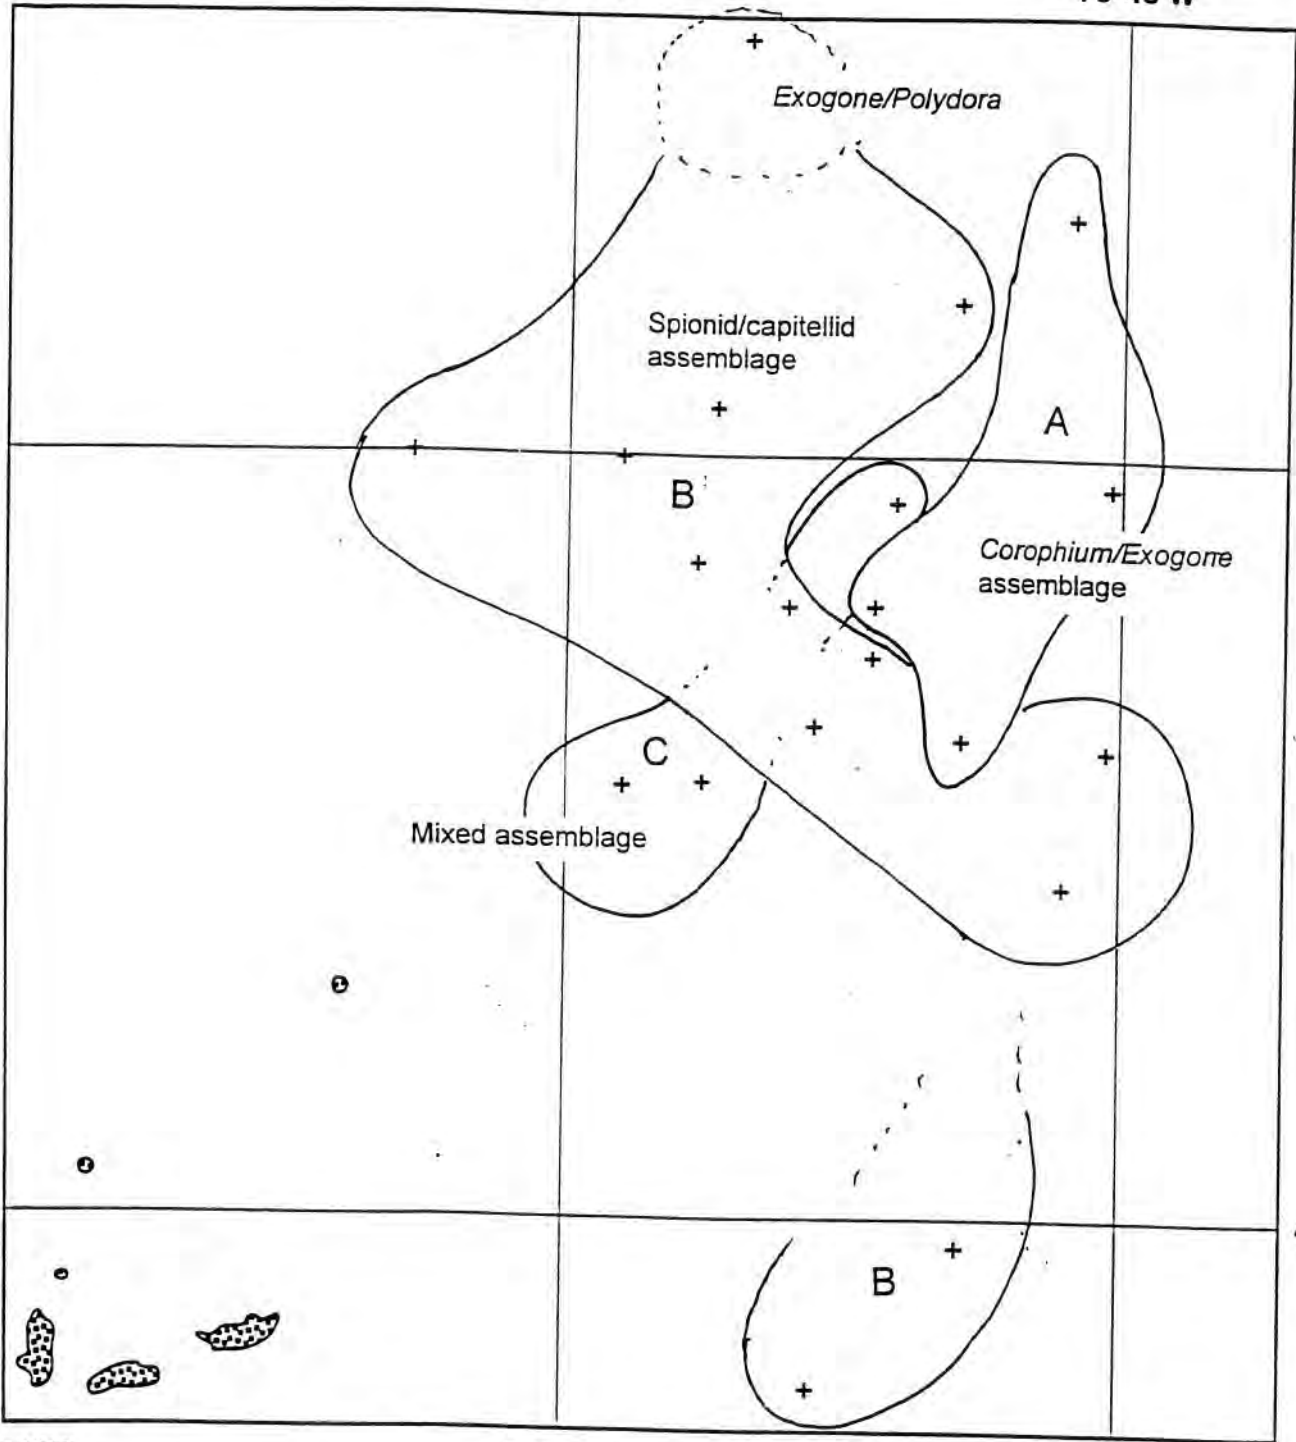 Exogone/Polydora
Spionid/capitellid
assemblage
A
B
Corophium/Exogone
assemblage
C
Mixed assemblage
B